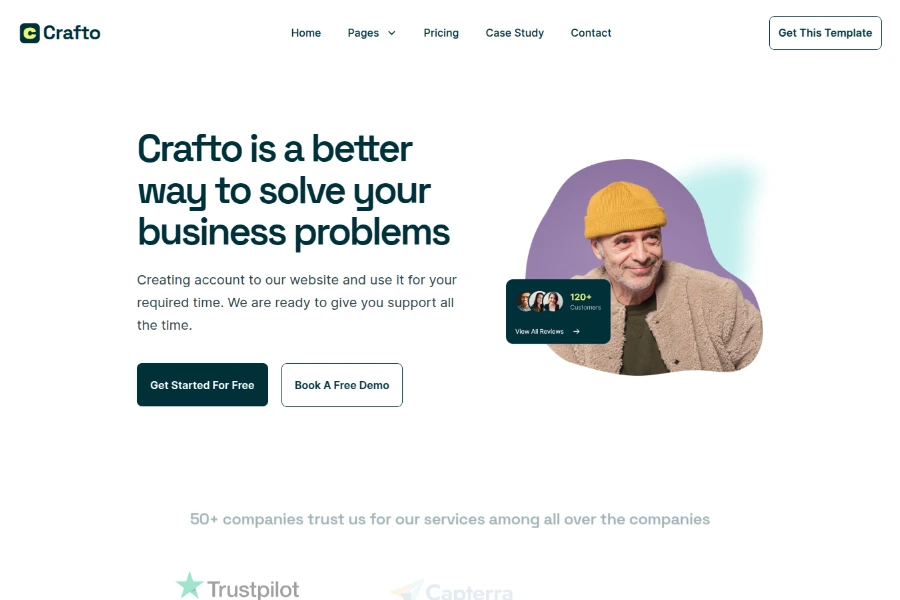 Crafto
Home
Pages
Pricing
Case Study
Contact
Get This Template
Crafto is a better
way to solve your
business problems
Creating account to our website and use it for your
required time. We are ready to give you support all
the time.
120+
Customers
View All Reviews
Get Started For Free
Book A Free Demo
50+ companies trust us for our services among all over the companies
Trustpilot
Capterra